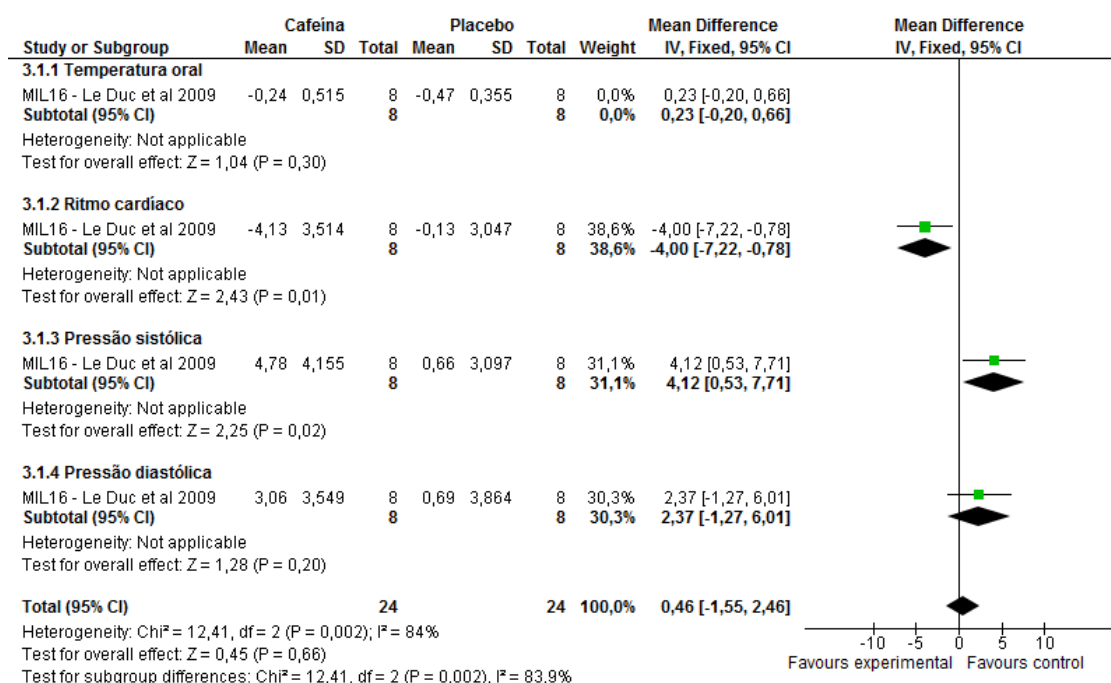 Cafeína Placebo Mean Difference Mean Difference
Study or Subgroup Mean SD Total Mean SD Total Weight IV, Fixed, 95% CI IV, Fixed, 95% CI
3.1.1 Temperatura oral
MIL16 - Le Duc et al 2009 -0,24 0,515 8 -0,47 0,355 8 0,0% 0,23 [-0,20, 0,66]
Subtotal (95% CI) 8 8 0,0% 0,23 [-0,20, 0,66]
Heterogeneity: Not applicable
Test for overall effect: Z = 1,04 (P = 0,30)
3.1.2 Ritmo cardíaco
MIL16 - Le Duc et al 2009 -4,13 3,514 8 -0,13 3,047 8 38,6% -4,00 [-7,22, -0,78]
Subtotal (95% CI) 8 8 38,6% -4,00 [-7,22, -0,78]
Heterogeneity: Not applicable
Test for overall effect: Z = 2,43 (P = 0,01)
3.1.3 Pressão sistólica
MIL16 - Le Duc et al 2009 4,78 4,155 8 0,66 3,097 8 31,1% 4,12 [0,53, 7,71]
Subtotal (95% CI) 8 8 31,1% 4,12 [0,53, 7,71]
Heterogeneity: Not applicable
Test for overall effect: Z = 2,25 (P = 0,02)
3.1.4 Pressão diastólica
MIL16 - Le Duc et al 2009 3,06 3,549 8 0,69 3,864 8 30,3% 2,37 [-1,27, 6,01]
Subtotal (95% CI) 8 8 30,3% 2,37 [-1,27, 6,01]
Heterogeneity: Not applicable
Test for overall effect: Z = 1,28 (P = 0,20)
Total (95% CI) 24 24 100,0% 0,46 [-1,55, 2,46]
Heterogeneity: Chi² = 12,41, df = 2 (P = 0,002); I² = 84%
Test for overall effect: Z = 0,45 (P = 0,66)
Test for subgroup differences: Chi² = 12,41, df = 2 (P = 0,002), I² = 83,9%
-10 -5 0 5 10
Favours experimental Favours control